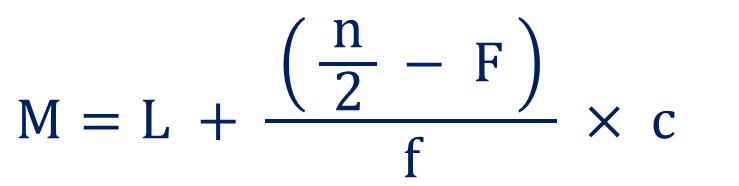 M = L + ( n/2 − F ) / f × c